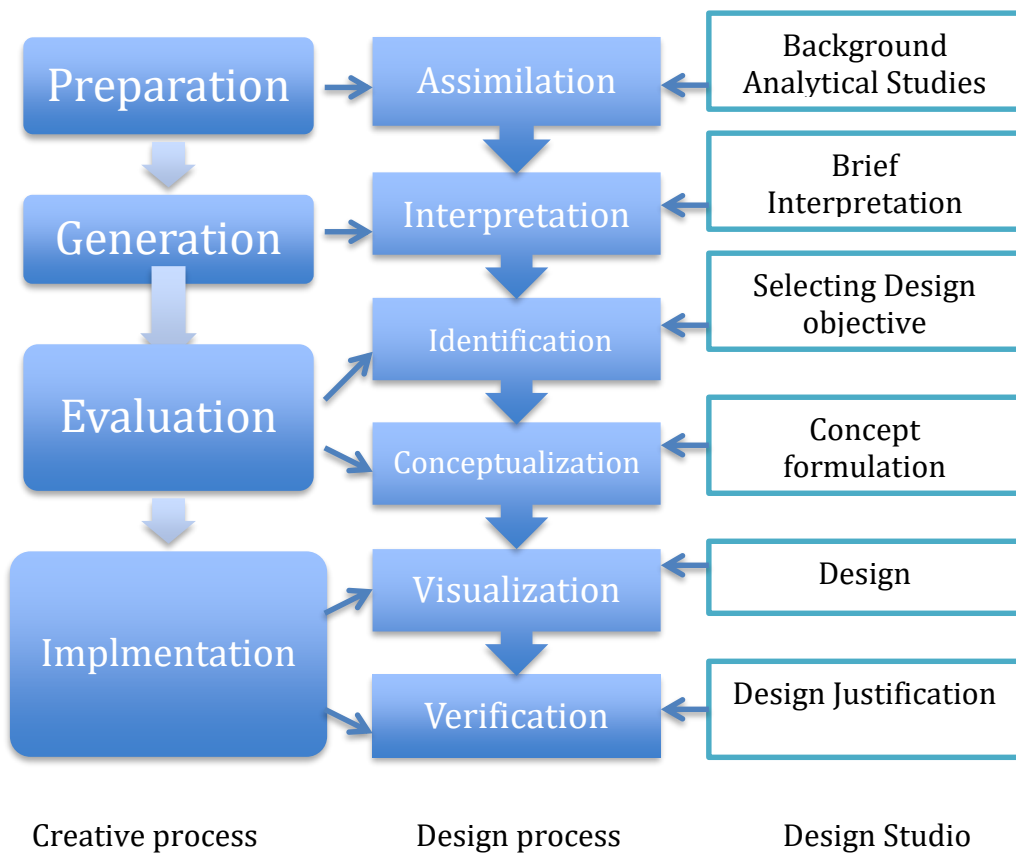 Preparation
Generation
Evaluation
Implmentation
Creative process
Assimilation
Interpretation
Identification
Conceptualization
Visualization
Verification
Design process
Background
Analytical Studies
Brief
Interpretation
Selecting Design
objective
Concept
formulation
Design
Design Justification
Design Studio